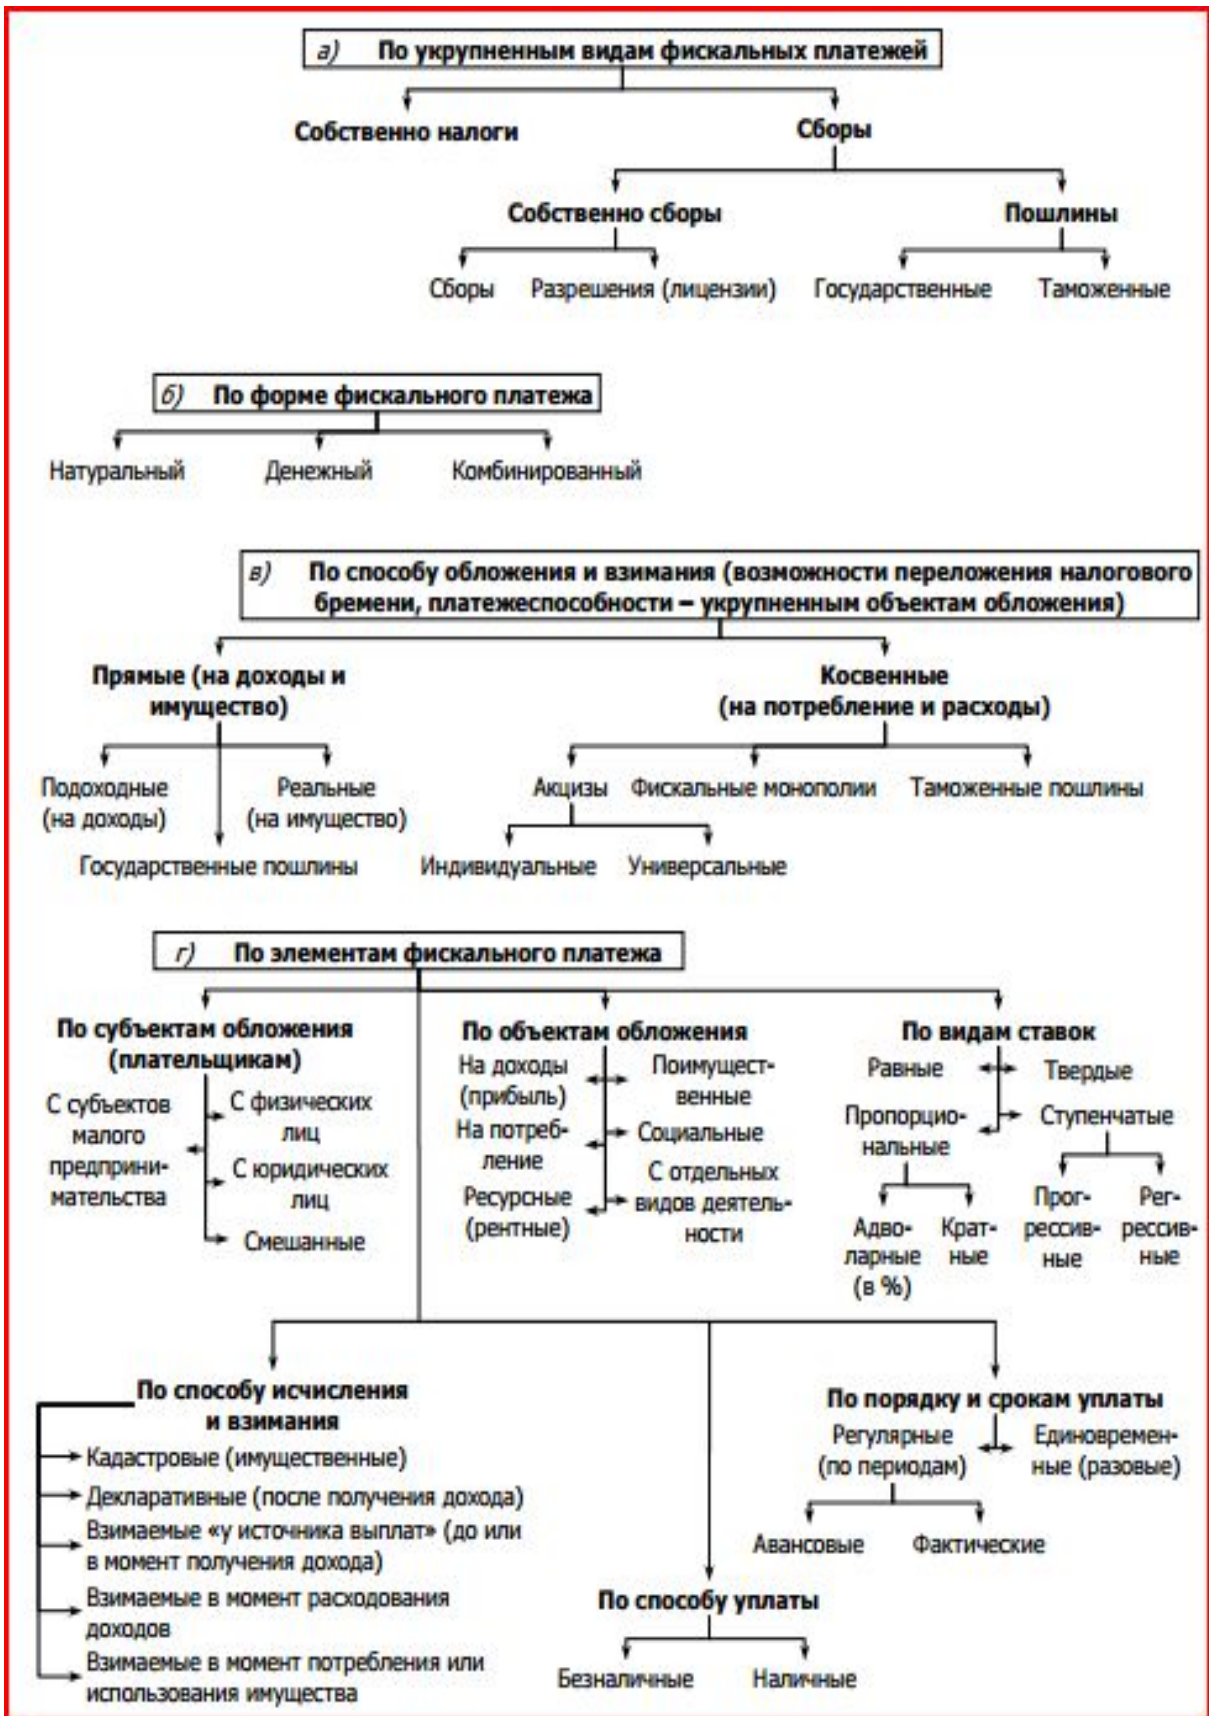 а) По укрупненным видам фискальных платежей
Собственно налоги
Сборы
Собственно сборы
Пошлины
Сборы
Разрешения (лицензии)
Государственные
Таможенные
б) По форме фискального платежа
Натуральный
Денежный
Комбинированный
в) По способу обложения и взимания (возможности переложения налогового
бремени, платежеспособности – укрупненным объектам обложения)
Прямые (на доходы и
имущество)
Косвенные
(на потребление и расходы)
Подоходные
(на доходы)
Реальные
(на имущество)
Государственные пошлины
Акцизы
Фискальные монополии
Таможенные пошлины
Индивидуальные
Универсальные
г) По элементам фискального платежа
По субъектам обложения
(плательщикам)
С субъектов
малого
предприни-
мательства
С физических
лиц
С юридических
лиц
Смешанные
По объектам обложения
На доходы
(прибыль)
На потреб-
ление
Ресурсные
(рентные)
Поимущест-
венные
Социальные
С отдельных
видов деятель-
ности
По видам ставок
Равные
Твердые
Пропорцио-
нальные
Ступенчатые
Адво-
ларные
(в %)
Крат-
ные
Прог-
рессив-
ные
Рег-
рессив-
ные
По способу исчисления
и взимания
Кадастровые (имущественные)
Декларативные (после получения дохода)
Взимаемые «у источника выплат» (до или
в момент получения дохода)
Взимаемые в момент расходования
доходов
Взимаемые в момент потребления или
использования имущества
По способу уплаты
Безналичные
Наличные
По порядку и срокам уплаты
Регулярные
(по периодам)
Единовремен-
ные (разовые)
Авансовые
Фактические